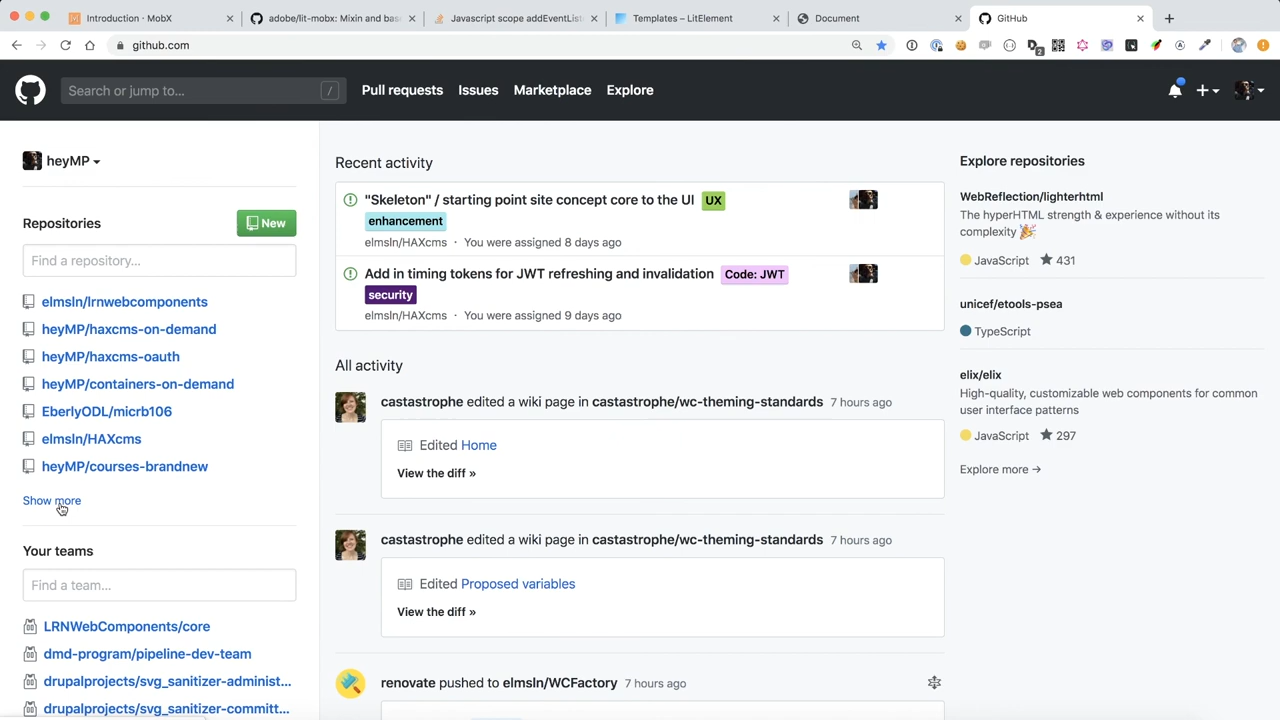 Introduction · MobX
adobe/lit-mobx: Mixin and bas
Javascript scope addEventListe
Templates – LitElement
Document
GitHub
github.com
2
Search or jump to...
/
Pull requests
Issues
Marketplace
Explore
heyMP
Repositories
New
Find a repository...
elmsln/lrnwebcomponents
heyMP/haxcms-on-demand
heyMP/haxcms-oauth
heyMP/containers-on-demand
EberlyODL/micrb106
elmsln/HAXcms
heyMP/courses-brandnew
Show more
Your teams
Find a team...
LRNWebComponents/core
dmd-program/pipeline-dev-team
drupalprojects/svg_sanitizer-administ...
drupalprojects/svg_sanitizer-committ...
Recent activity
"Skeleton" / starting point site concept core to the UI UX
enhancement
elmsln/HAXcms · You were assigned 8 days ago
Add in timing tokens for JWT refreshing and invalidation Code: JWT
security
elmsln/HAXcms · You were assigned 9 days ago
All activity
castastrophe edited a wiki page in castastrophe/wc-theming-standards 7 hours ago
Edited Home
View the diff »
castastrophe edited a wiki page in castastrophe/wc-theming-standards 7 hours ago
Edited Proposed variables
View the diff »
renovate pushed to elmsln/WCFactory 7 hours ago
Explore repositories
WebReflection/lighterhtml
The hyperHTML strength & experience without its
complexity 🎉
JavaScript ★ 431
unicef/etools-psea
TypeScript
elix/elix
High-quality, customizable web components for common
user interface patterns
JavaScript ★ 297
Explore more →